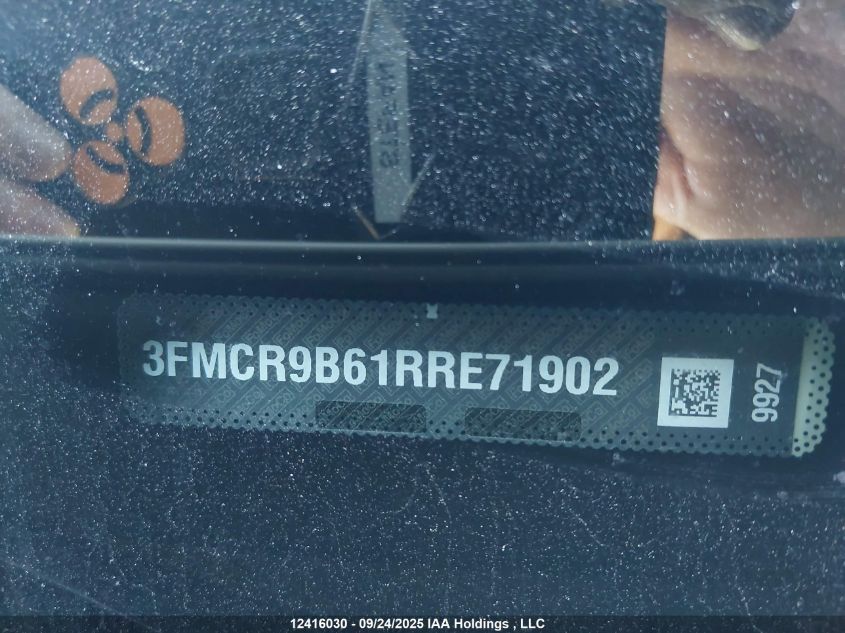 3FMCR9B61RRE71902
9927
12416030 - 09/24/2025 IAA Holdings , LLC